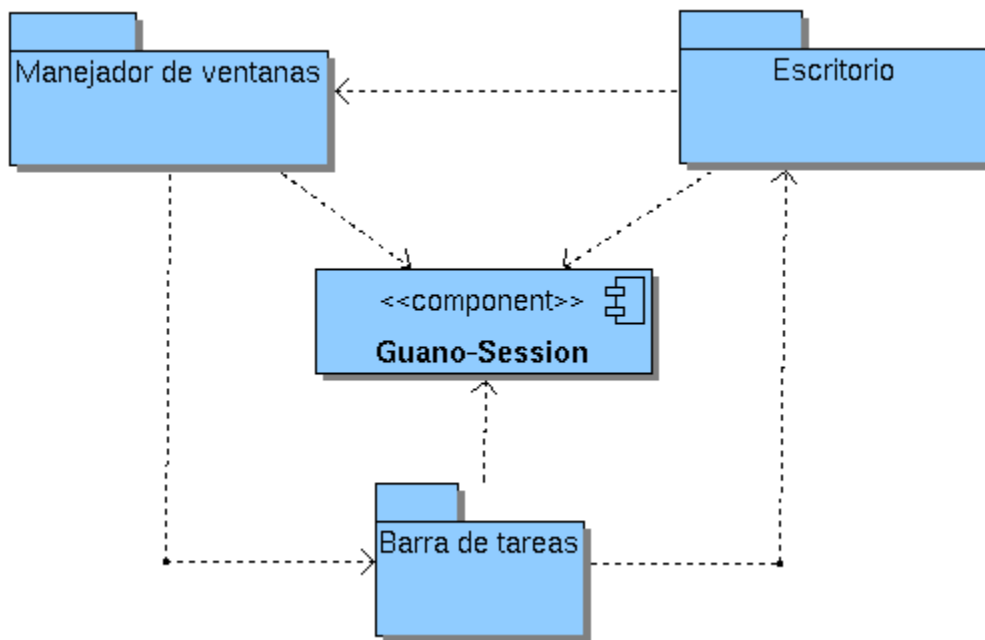 Manejador de ventanas
Escritorio
<<component>>
Guano-Session
Barra de tareas